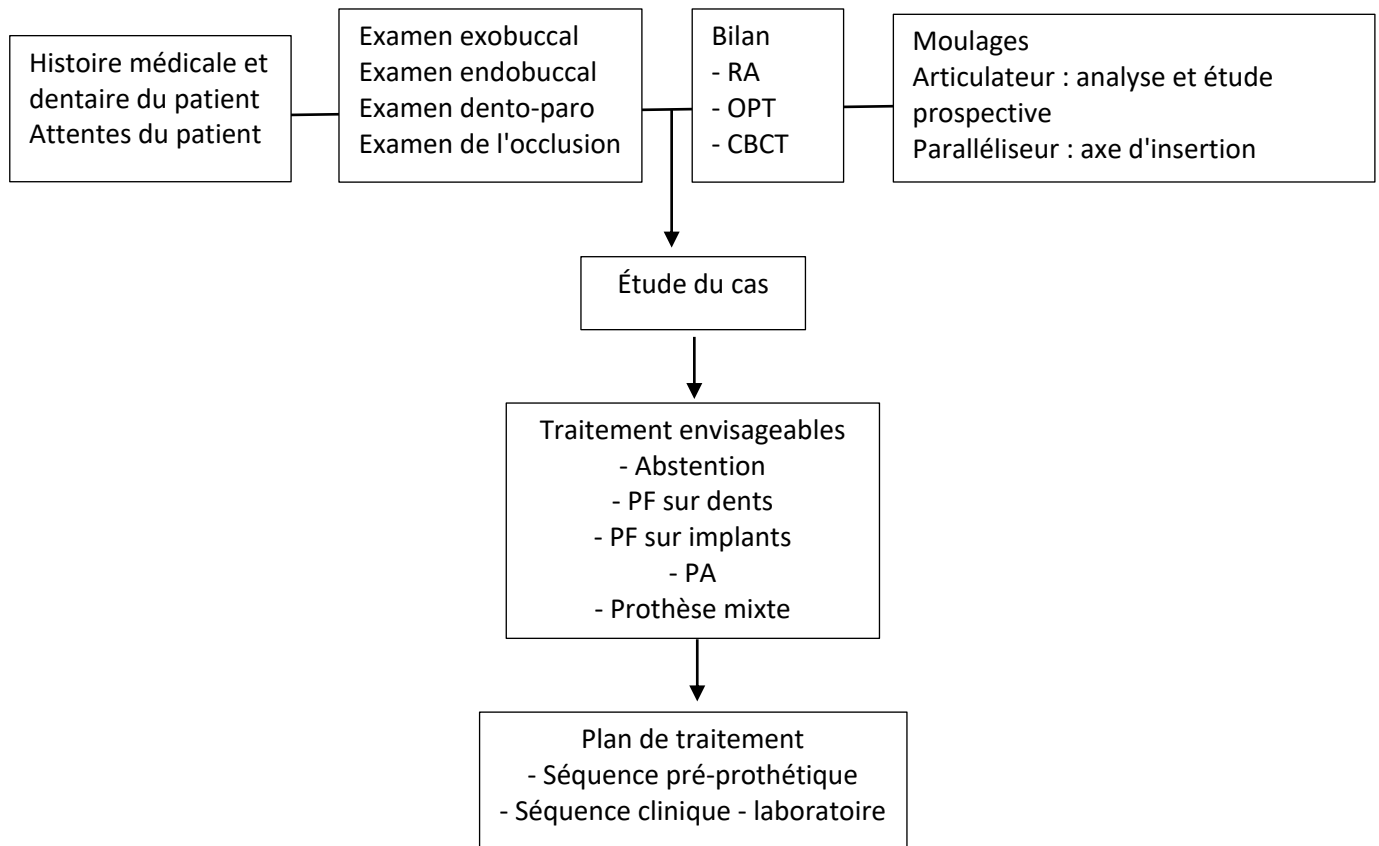 Histoire médicale et
dentaire du patient
Attentes du patient
Examen exobuccal
Examen endobuccal
Examen dento-paro
Examen de l'occlusion
Bilan
- RA
- OPT
- CBCT
Moulages
Articulateur : analyse et étude
prospective
Paralléliseur : axe d'insertion
Étude du cas
Traitement envisageables
- Abstention
- PF sur dents
- PF sur implants
- PA
- Prothèse mixte
Plan de traitement
- Séquence pré-prothétique
- Séquence clinique - laboratoire